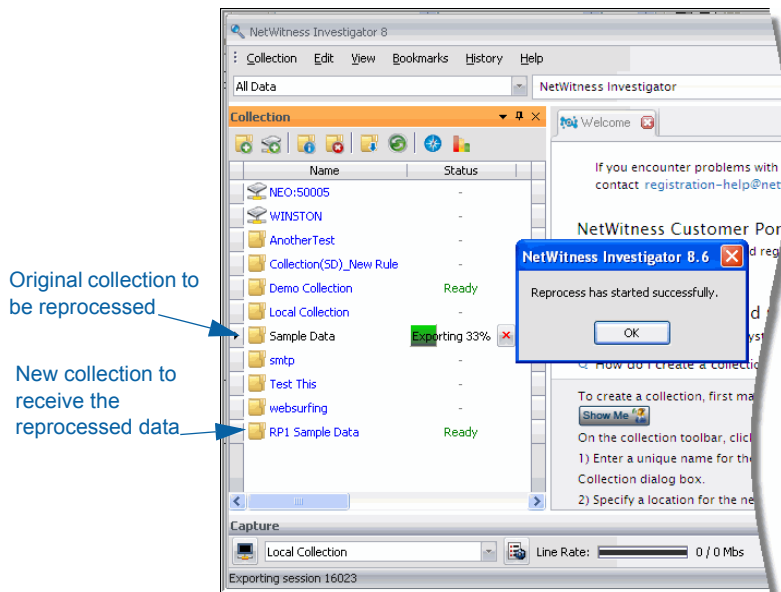 NetWitness Investigator 8
Collection Edit View Bookmarks History Help
All Data
NetWitness Investigator
Collection
Name Status
NEO:50005 -
WINSTON -
AnotherTest -
Collection(SD)_New Rule -
Demo Collection Ready
Local Collection -
Sample Data Exporting 33%
smtp -
Test This -
websurfing -
RP1 Sample Data Ready
Original collection to
be reprocessed
New collection to
receive the
reprocessed data
Welcome
If you encounter problems with
contact registration-help@net
NetWitness Customer Por
NetWitness Investigator 8.6
Reprocess has started successfully.
OK
How do I create a collectio
To create a collection, first ma
Show Me
On the collection toolbar, clic
1) Enter a unique name for the
Collection dialog box.
2) Specify a location for the ne
Capture
Local Collection
Line Rate: 0 / 0 Mbs
Exporting session 16023